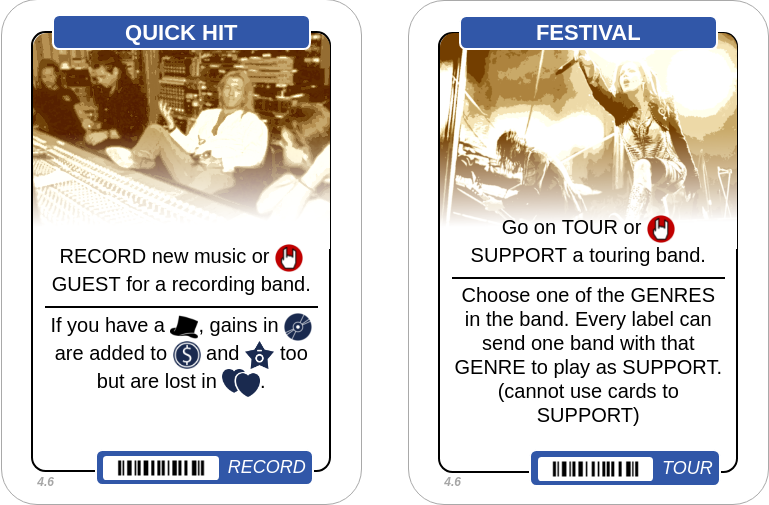 QUICK HIT
RECORD new music or
GUEST for a recording band.
If you have a , gains in
are added to $ and too
but are lost in .
RECORD
4.6
FESTIVAL
Go on TOUR or
SUPPORT a touring band.
Choose one of the GENRES
in the band. Every label can
send one band with that
GENRE to play as SUPPORT.
(cannot use cards to
SUPPORT)
TOUR
4.6